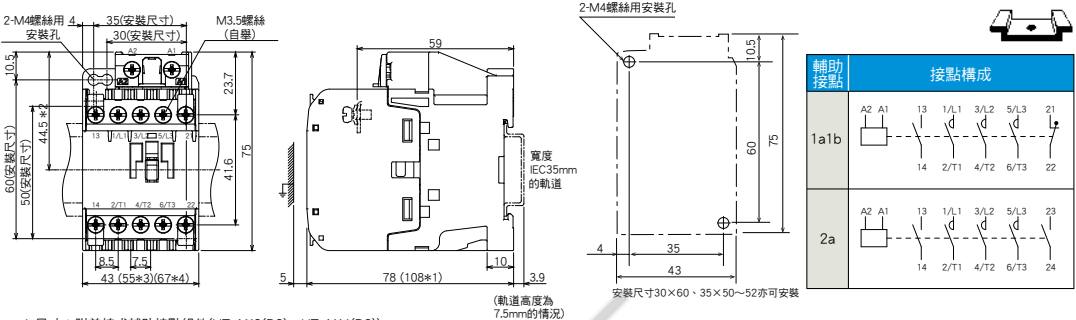 2-M4螺絲用
安裝孔
4
35(安裝尺寸)
30(安裝尺寸)
M3.5螺絲
(自舉)
A2
A1
A2
10.5
60(安裝尺寸)
50(安裝尺寸)
44.5 *2
23.7
41.6
75
13 1/L1 3/L2 5/L3 21
14 2/T1 4/T2 6/T3 22
8.5
7.5
43 (55*3)(67*4)
59
寬度
IEC35mm
的軌道
5
78 (108*1)
10
3.9
(軌道高度為
7.5mm的情況)
2-M4螺絲用安裝孔
10.5
60
75
4
35
43
安裝尺寸30×60、35×50～52亦可安裝
輔助
接點
接點構成
1a1b
A2 A1 13 1/L1 3/L2 5/L3 21
14 2/T1 4/T2 6/T3 22
2a
A2 A1 13 1/L1 3/L2 5/L3 23
14 2/T1 4/T2 6/T3 24